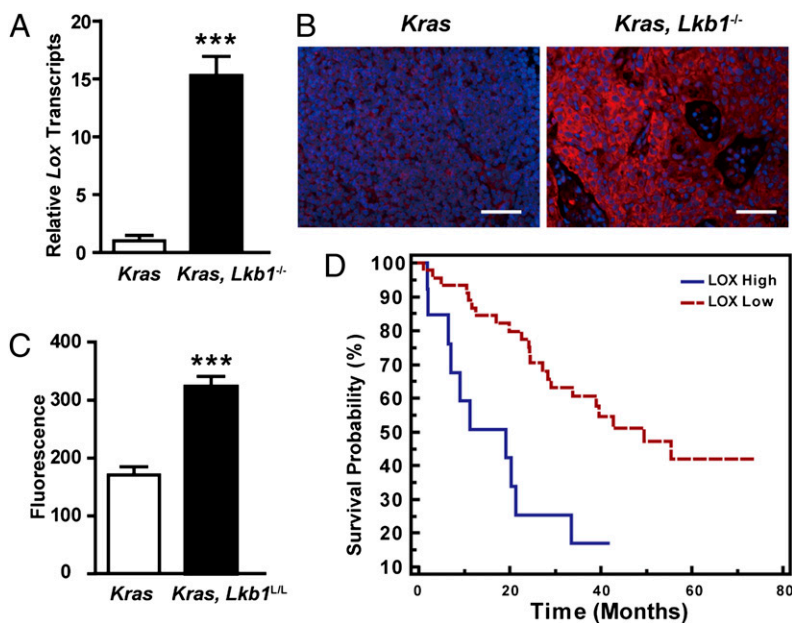 A
Relative Lox Transcripts
20
15
10
5
0
***
Kras
Kras, Lkb1-/-
B
Kras
Kras, Lkb1-/-
C
Fluorescence
400
300
200
100
0
***
Kras
Kras, Lkb1L/L
D
Survival Probability (%)
100
90
80
70
60
50
40
30
20
10
LOX High
LOX Low
0
20
40
60
80
Time (Months)